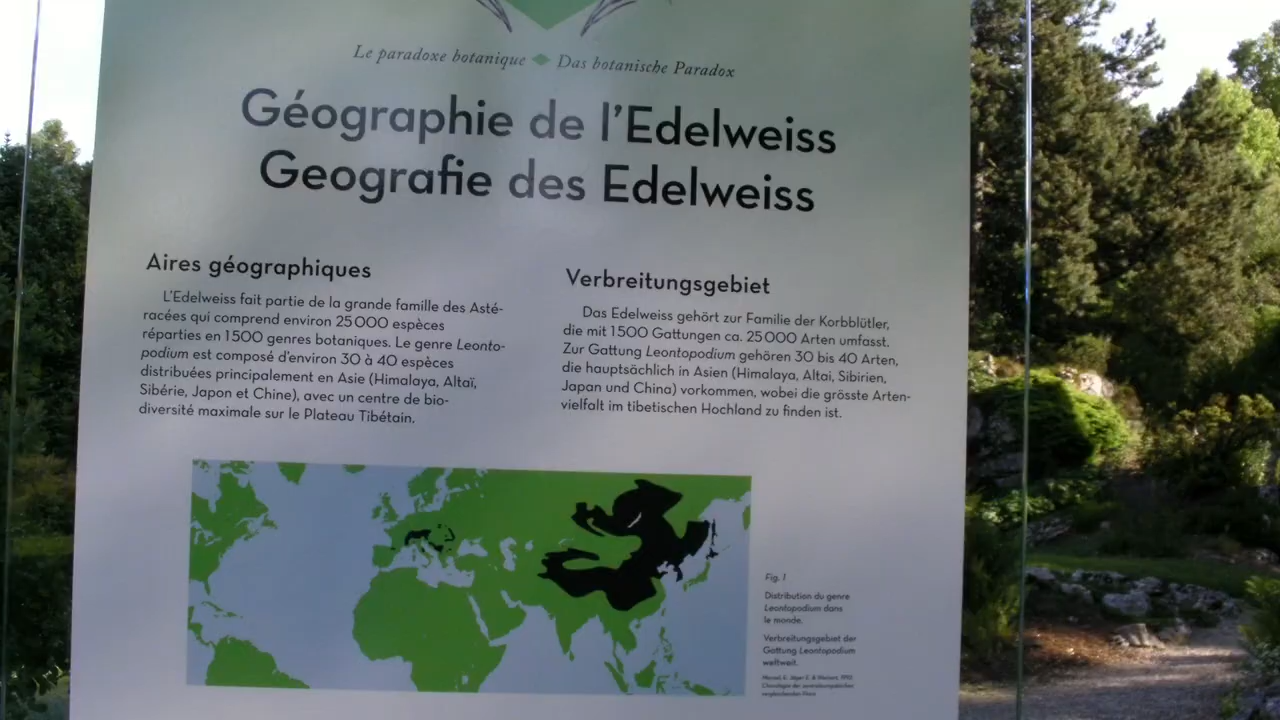 Le paradoxe botanique ◆ Das botanische Paradox
Géographie de l'Edelweiss
Geografie des Edelweiss
Aires géographiques
L'Edelweiss fait partie de la grande famille des Asté-
racées qui comprend environ 25 000 espèces
réparties en 1500 genres botaniques. Le genre Leonto-
podium est composé d'environ 30 à 40 espèces
distribuées principalement en Asie (Himalaya, Altaï,
Sibérie, Japon et Chine), avec un centre de bio-
diversité maximale sur le Plateau Tibétain.
Verbreitungsgebiet
Das Edelweiss gehört zur Familie der Korbblütler,
die mit 1500 Gattungen ca. 25 000 Arten umfasst.
Zur Gattung Leontopodium gehören 30 bis 40 Arten,
die hauptsächlich in Asien (Himalaya, Altai, Sibirien,
Japan und China) vorkommen, wobei die grösste Arten-
vielfalt im tibetischen Hochland zu finden ist.
Fig. 1
Distribution du genre
Leontopodium dans
le monde.
Verbreitungsgebiet der
Gattung Leontopodium
weltweit.